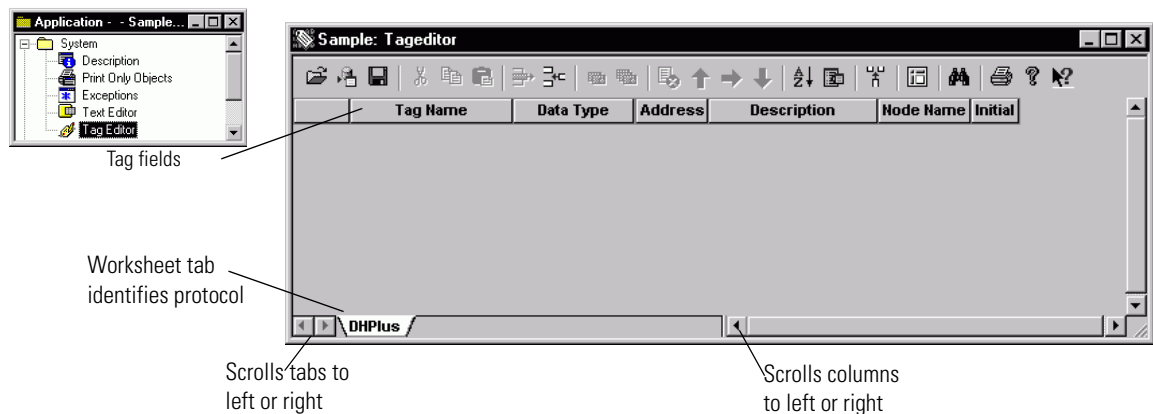 Application - - Sample...
System
Description
Print Only Objects
Exceptions
Text Editor
Tag Editor
Sample: Tageditor
Tag Name Data Type Address Description Node Name Initial
Tag fields
Worksheet tab
identifies protocol
DHPlus
Scrolls tabs to
left or right
Scrolls columns
to left or right